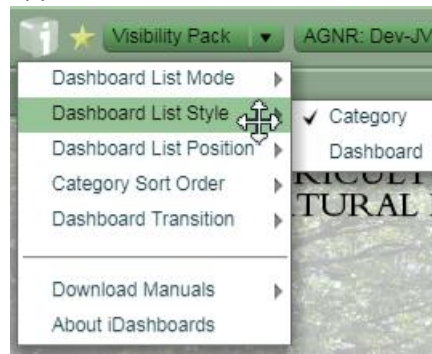 Visibility Pack
AGNR: Dev-JV
Dashboard List Mode
Dashboard List Style
Category
Dashboard List Position
Dashboard
Category Sort Order
Dashboard Transition
TURAL
Download Manuals
About iDashboards